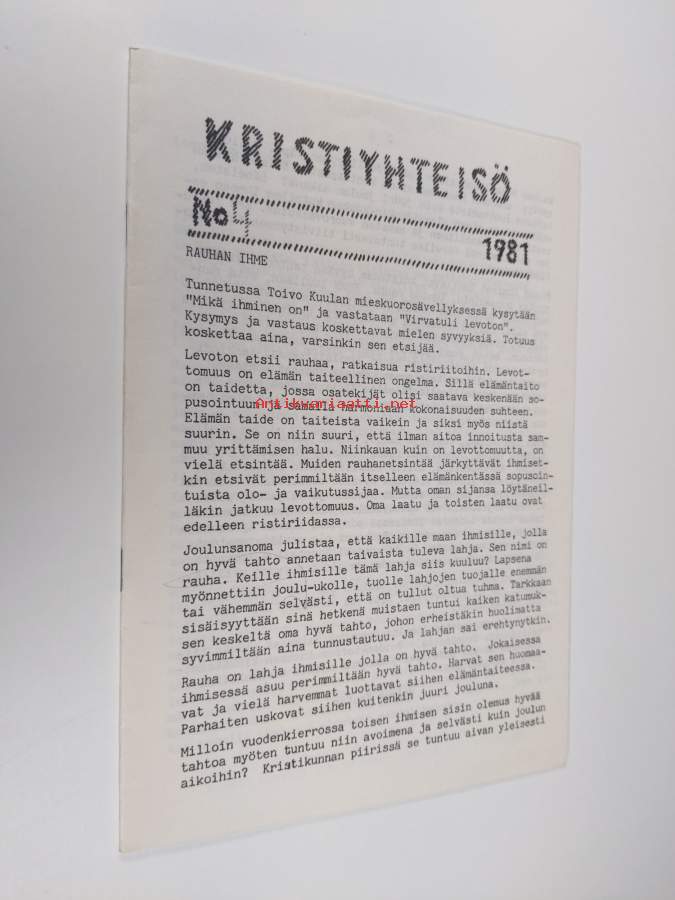 KRISTIYHTEISÖ
No 4 1981
RAUHAN IHME
Tunnetussa Toivo Kuulan mieskuorosävellyksessä kysytään
"Mikä ihminen on" ja vastataan "Virvatuli levoton".
Kysymys ja vastaus koskettavat mielen syvyyksiä. Totuus
koskettaa aina, varsinkin sen etsijää.
Levoton etsii rauhaa, ratkaisua ristiriitoihin. Levot-
tomuus on elämän taiteellinen ongelma. Sillä elämäntaito
on taidetta, jossa osatekijät olisi saatava keskenään so-
pusointuun ja samalla harmoniaan kokonaisuuden suhteen.
Antikvariaatti.net
Elämän taide on taiteista vaikein ja siksi myös niistä
suurin. Se on niin suuri, että ilman aitoa innoitusta sam-
muu yrittämisen halu. Niinkauan kuin on levottomuutta, on
vielä etsintää. Muiden rauhanetsintää järkyttävät ihmiset-
kin etsivät perimmiltään itselleen elämänkentässä sopusoin-
tuista olo- ja vaikutussijaa. Mutta oman sijansa löytäneil-
läkin jatkuu levottomuus. Oma laatu ja toisten laatu ovat
edelleen ristiriidassa.
Joulunsanoma julistaa, että kaikille maan ihmisille, jolla
on hyvä tahto annetaan taivaista tuleva lahja. Sen nimi on
rauha. Keille ihmisille tämä lahja siis kuuluu? Lapsena
myönnettiin joulu-ukolle, tuolle lahjojen tuojalle enemmän
tai vähemmän selvästi, että on tullut oltua tuhma. Tarkkaan
sisäisyyttään sinä hetkenä muistaen tuntui kaiken katumuk-
sen keskeltä oma hyvä tahto, johon erheistäkin huolimatta
syvimmiltään aina tunnustautuu. Ja lahjan sai erehtynytkin.
Rauha on lahja ihmisille jolla on hyvä tahto. Jokaisessa
ihmisessä asuu perimmiltään hyvä tahto. Harvat sen huomaa-
vat ja vielä harvemmat luottavat siihen elämäntaiteessa.
Parhaiten uskovat siihen kuitenkin juuri jouluna.
Milloin vuodenkierrossa toisen ihmisen sisin olemus hyvää
tahtoa myöten tuntuu niin avoimena ja selvästi kuin joulun
aikoihin? Kristikunnan piirissä se tuntuu aivan yleisesti